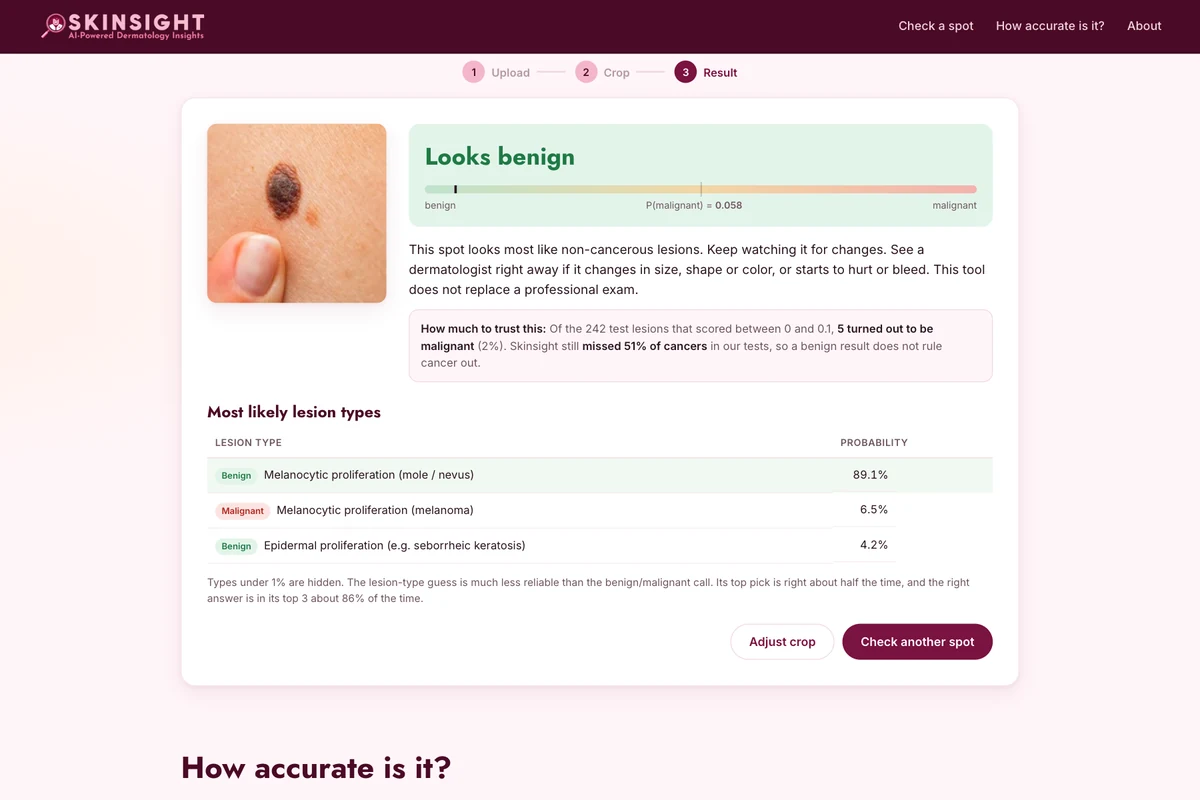 SKINSIGHT
AI-Powered Dermatology Insights
Check a spot
How accurate is it?
About
1 Upload
2 Crop
3 Result
Looks benign
benign
P(malignant) = 0.058
malignant
This spot looks most like non-cancerous lesions. Keep watching it for changes. See a
dermatologist right away if it changes in size, shape or color, or starts to hurt or bleed. This tool
does not replace a professional exam.
How much to trust this: Of the 242 test lesions that scored between 0 and 0.1, 5 turned out to be
malignant (2%). Skinsight still missed 51% of cancers in our tests, so a benign result does not rule
cancer out.
Most likely lesion types
LESION TYPE
PROBABILITY
Benign Melanocytic proliferation (mole / nevus) 89.1%
Malignant Melanocytic proliferation (melanoma) 6.5%
Benign Epidermal proliferation (e.g. seborrheic keratosis) 4.2%
Types under 1% are hidden. The lesion-type guess is much less reliable than the benign/malignant call. Its top pick is right about half the time, and the right
answer is in its top 3 about 86% of the time.
Adjust crop
Check another spot
How accurate is it?